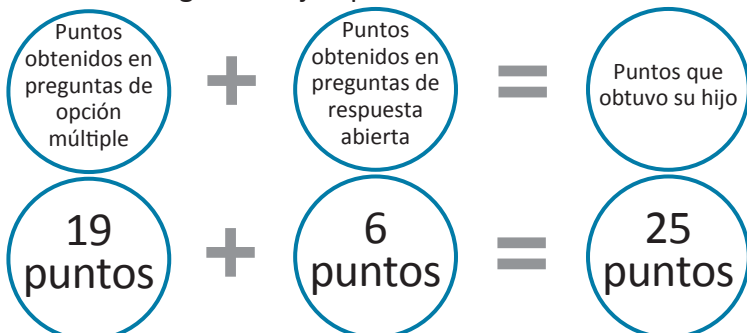 Puntos
obtenidos en
preguntas de
opción
múltiple
+
Puntos
obtenidos en
preguntas de
respuesta
abierta
=
Puntos que
obtuvo su hijo
19
puntos
+
6
puntos
=
25
puntos